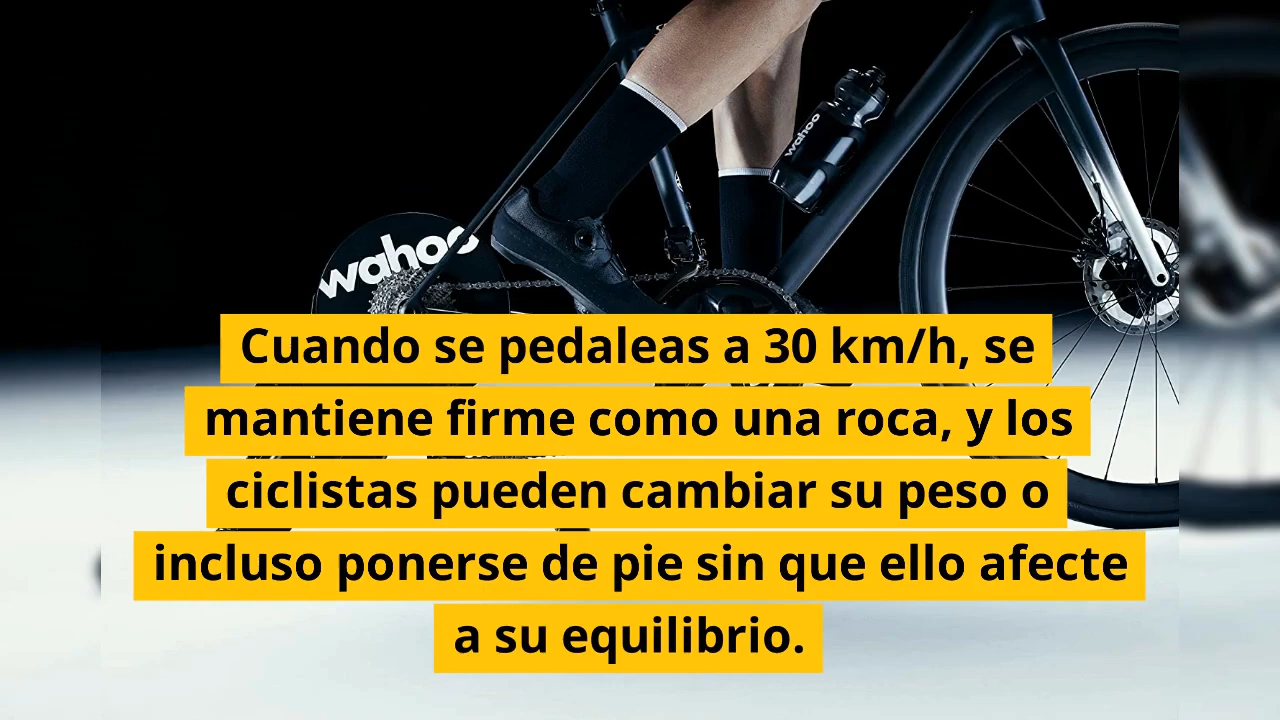 wahoo
wahoo
Cuando se pedaleas a 30 km/h, se
mantiene firme como una roca, y los
ciclistas pueden cambiar su peso o
incluso ponerse de pie sin que ello afecte
a su equilibrio.